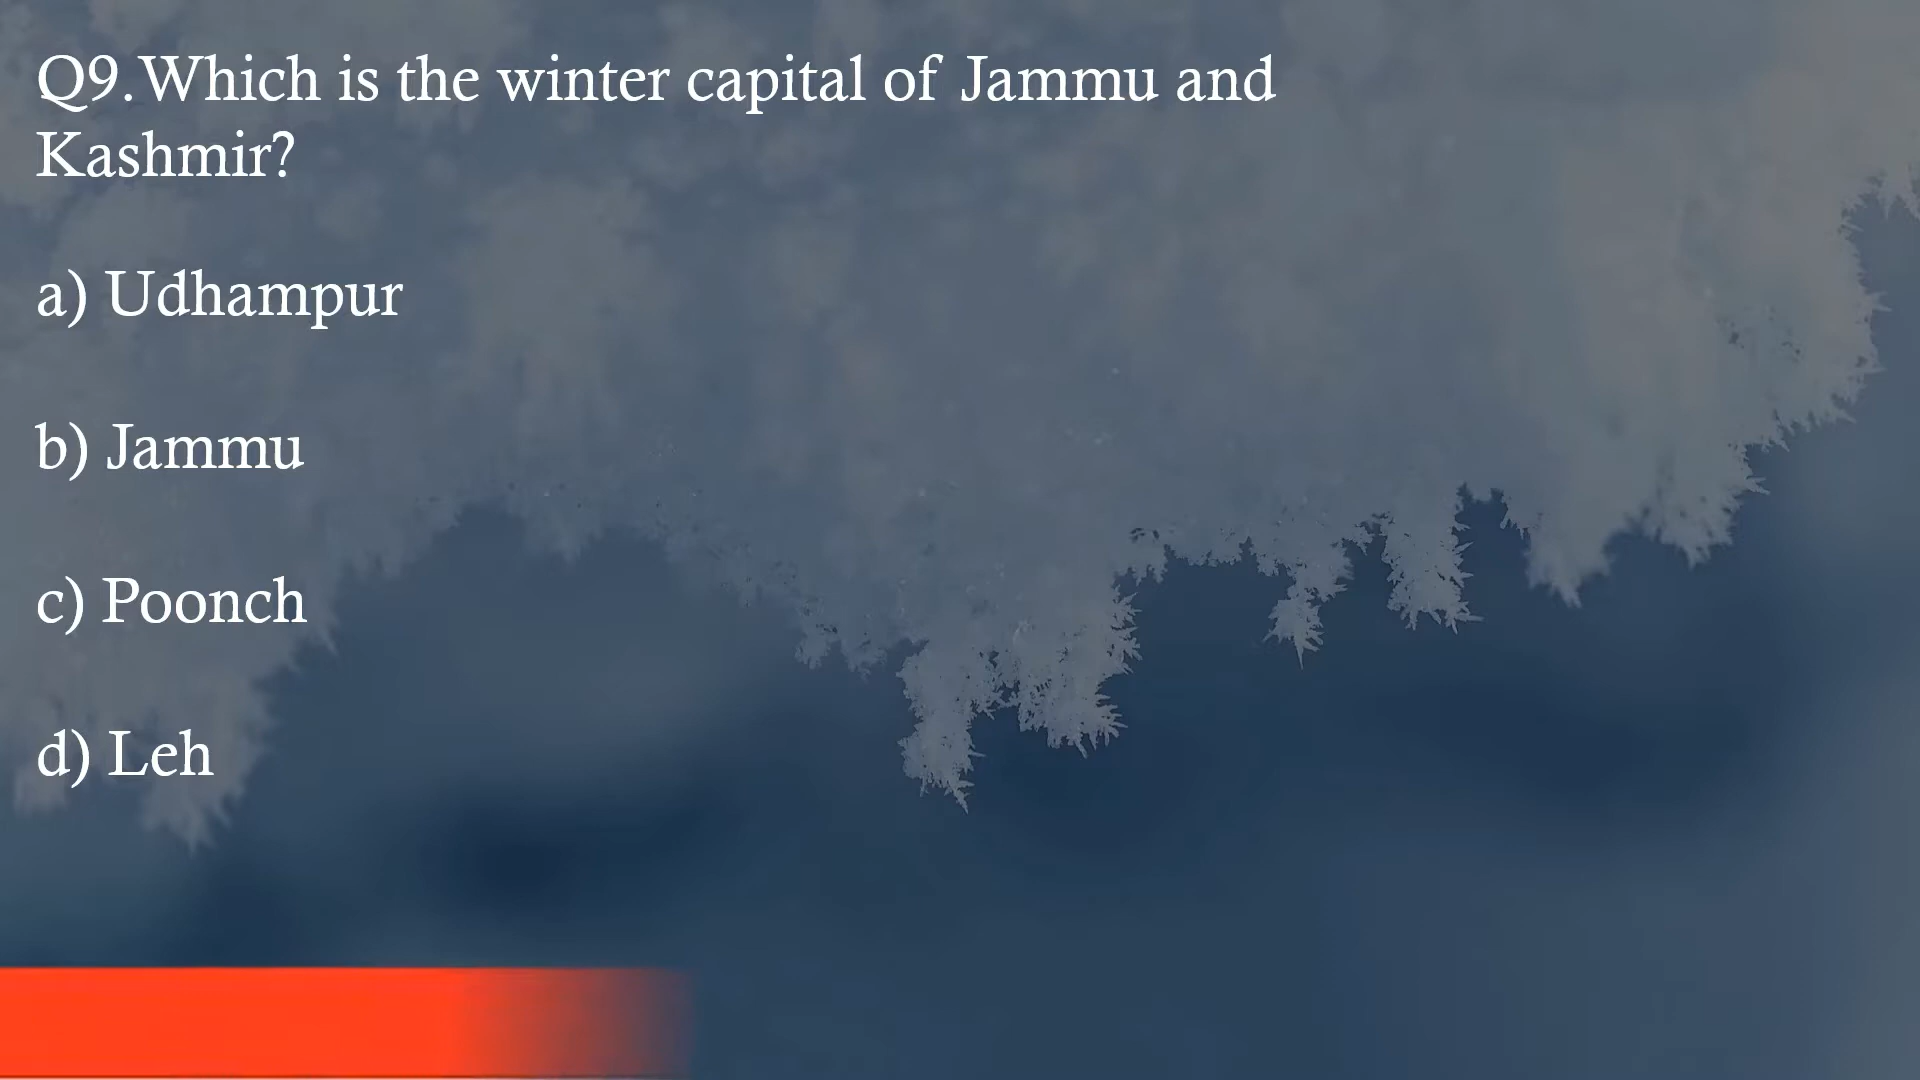 Q9.Which is the winter capital of Jammu and
Kashmir?
a) Udhampur
b) Jammu
c) Poonch
d) Leh